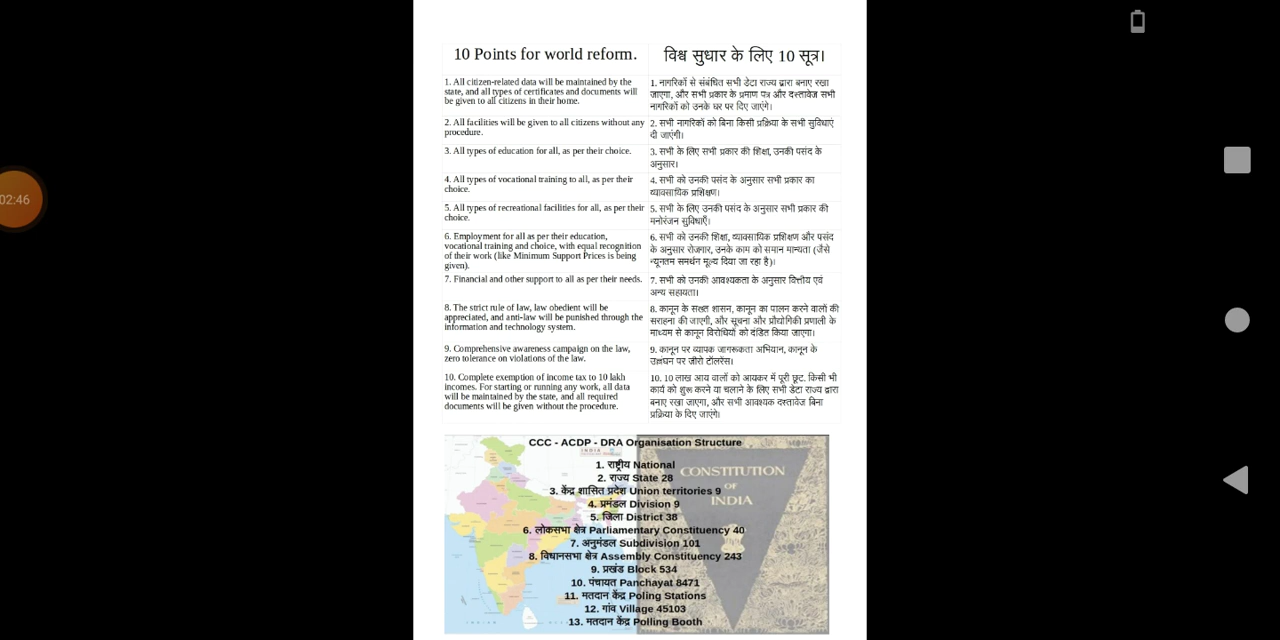 02:46
10 Points for world reform.
विश्व सुधार के लिए 10 सूत्र।
1. All citizen-related data will be maintained by the
state, and all types of certificates and documents will
be given to all citizens in their home.
1. नागरिकों से संबंधित सभी डेटा राज्य द्वारा बनाए रखा
जाएगा, और सभी प्रकार के प्रमाण पत्र और दस्तावेज सभी
नागरिकों को उनके घर पर दिए जाएंगे।
2. All facilities will be given to all citizens without any
procedure.
2. सभी नागरिकों को बिना किसी प्रक्रिया के सभी सुविधाएं
दी जाएंगी।
3. All types of education for all, as per their choice.
3. सभी के लिए सभी प्रकार की शिक्षा, उनकी पसंद के
अनुसार।
4. All types of vocational training to all, as per their
choice.
4. सभी को उनकी पसंद के अनुसार सभी प्रकार का
व्यावसायिक प्रशिक्षण।
5. All types of recreational facilities for all, as per their
choice.
5. सभी के लिए उनकी पसंद के अनुसार सभी प्रकार की
मनोरंजन सुविधाएँ।
6. Employment for all as per their education,
vocational training and choice, with equal recognition
of their work (like Minimum Support Prices is being
given).
6. सभी को उनकी शिक्षा, व्यावसायिक प्रशिक्षण और पसंद
के अनुसार रोजगार, उनके काम को समान मान्यता (जैसे
न्यूनतम समर्थन मूल्य दिया जा रहा है)।
7. Financial and other support to all as per their needs.
7. सभी को उनकी आवश्यकता के अनुसार वित्तीय एवं
अन्य सहायता।
8. The strict rule of law, law obedient will be
appreciated, and anti-law will be punished through the
information and technology system.
8. कानून के सख्त शासन, कानून का पालन करने वालों की
सराहना की जाएगी, और सूचना और प्रौद्योगिकी प्रणाली के
माध्यम से कानून विरोधियों को दंडित किया जाएगा।
9. Comprehensive awareness campaign on the law,
zero tolerance on violations of the law.
9. कानून पर व्यापक जागरूकता अभियान, कानून के
उल्लंघन पर जीरो टॉलरेंस।
10. Complete exemption of income tax to 10 lakh
incomes. For starting or running any work, all data
will be maintained by the state, and all required
documents will be given without the procedure.
10. 10 लाख आय वालों को आयकर में पूरी छूट. किसी भी
कार्य को शुरू करने या चलाने के लिए सभी डेटा राज्य द्वारा
बनाए रखा जाएगा, और सभी आवश्यक दस्तावेज बिना
प्रक्रिया के दिए जाएंगे।
CCC - ACDP - DRA Organisation Structure
INDIA
CONSTITUTION
OF
INDIA
1. राष्ट्रीय National
2. राज्य State 28
3. केंद्र शासित प्रदेश Union territories 9
4. प्रमंडल Division 9
5. जिला District 38
6. लोकसभा क्षेत्र Parliamentary Constituency 40
7. अनुमंडल Subdivision 101
8. विधानसभा क्षेत्र Assembly Constituency 243
9. प्रखंड Block 534
10. पंचायत Panchayat 8471
11. मतदान केंद्र Poling Stations
12. गांव Village 45103
13. मतदान केंद्र Polling Booth